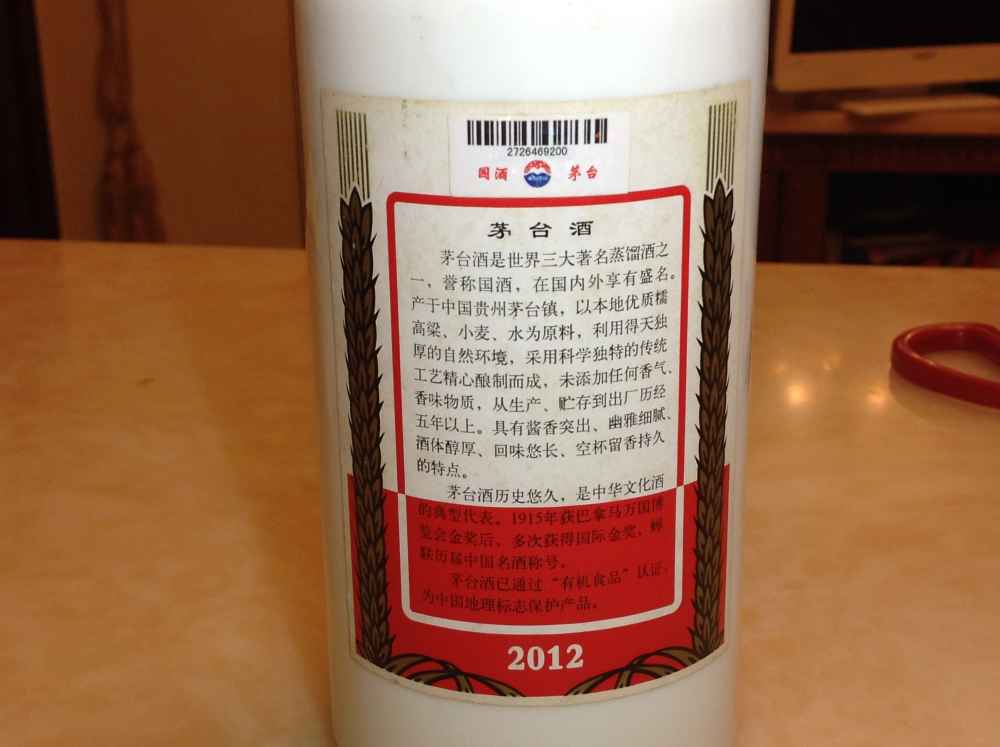 2726469200
国酒 茅台
茅台酒
茅台酒是世界三大著名蒸馏酒之
一，誉称国酒，在国内外享有盛名。
产于中国贵州茅台镇，以本地优质糯
高粱、小麦、水为原料，利用得天独
厚的自然环境，采用科学独特的传统
工艺精心酿制而成，未添加任何香气、
香味物质，从生产、贮存到出厂历经
五年以上。具有酱香突出、幽雅细腻、
酒体醇厚、回味悠长、空杯留香持久
的特点。
茅台酒历史悠久，是中华文化酒
的典型代表。1915年获巴拿马万国博
览会金奖后、多次获得国际金奖，蝉
联历届中国名酒称号。
茅台酒已通过“有机食品”认证，
为中国地理标志保护产品。
2012